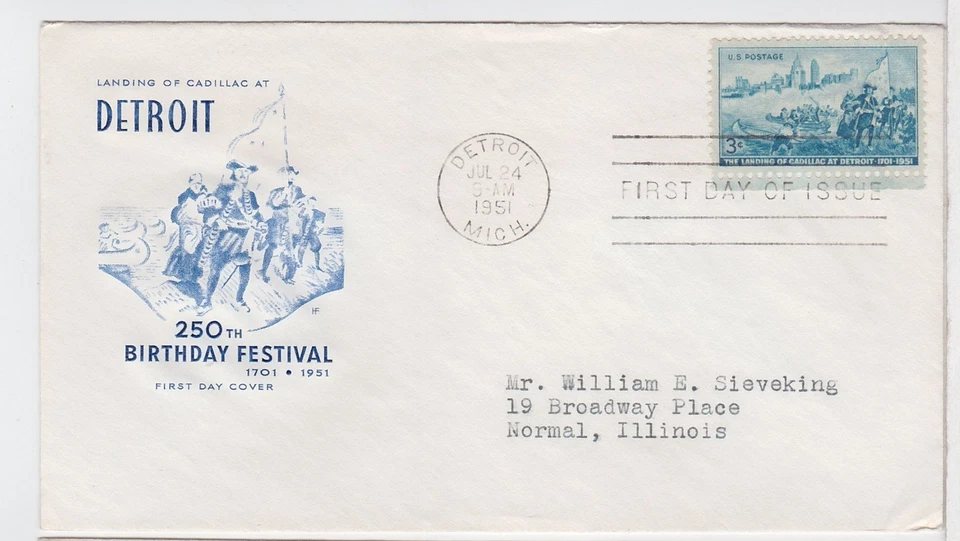 LANDING OF CADILLAC AT
DETROIT
HF
250TH
BIRTHDAY FESTIVAL
1701 • 1951
FIRST DAY COVER
DETROIT
JUL 24
9-AM
1951
MICH.
U.S. POSTAGE
3¢
THE LANDING OF CADILLAC AT DETROIT·1701-1951
FIRST DAY OF ISSUE
Mr. William E. Sieveking
19 Broadway Place
Normal, Illinois